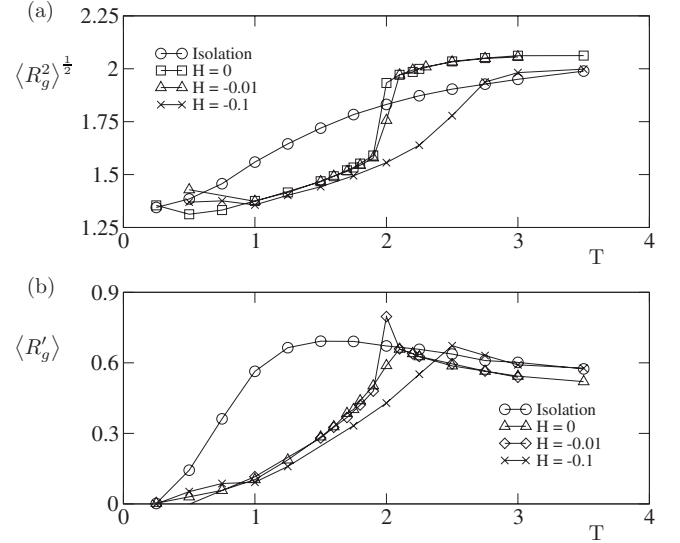 (a)
2.25
⟨R_g^2⟩^{1/2}
2
1.75
1.5
1.25
Isolation
H = 0
H = -0.01
H = -0.1
0 1 2 3 4
T
(b)
0.9
⟨R′_g⟩
0.6
0.3
0
Isolation
H = 0
H = -0.01
H = -0.1
0 1 2 3 4
T